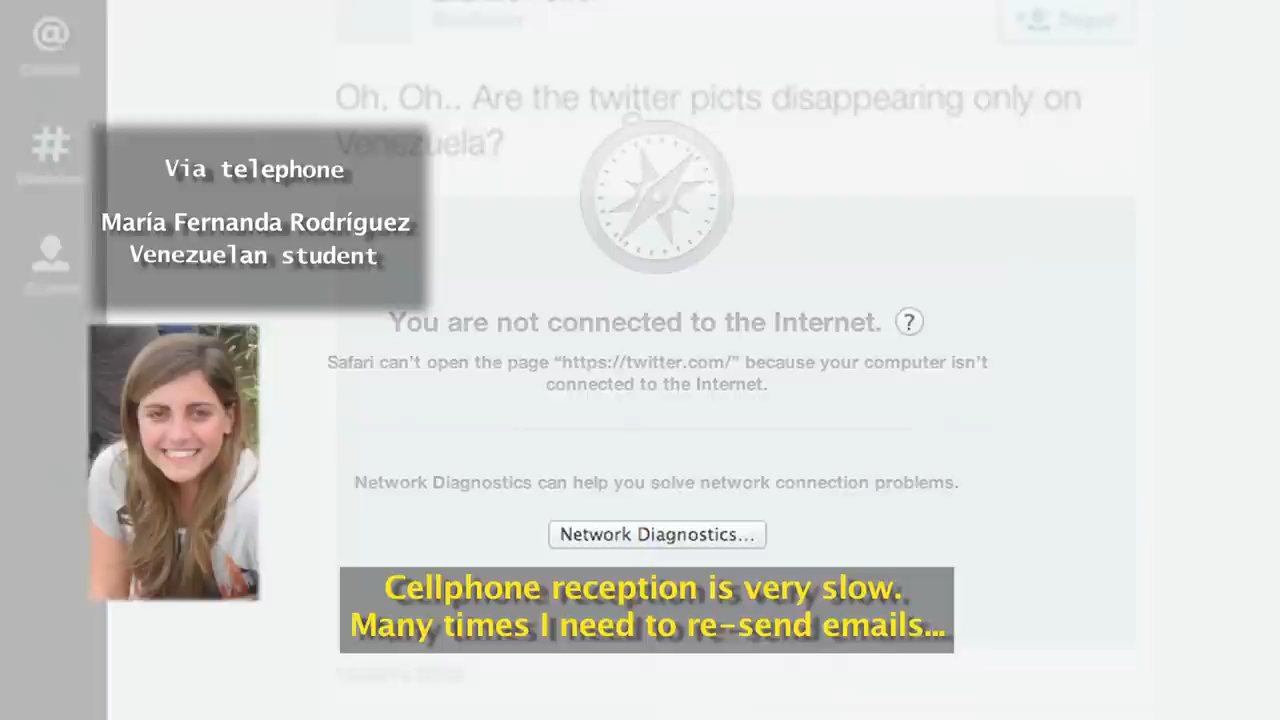 Oh, Oh.. Are the twitter picts disappearing only on
Venezuela?
Via telephone
María Fernanda Rodríguez
Venezuelan student
You are not connected to the Internet. ?
Safari can't open the page “https://twitter.com/” because your computer isn't
connected to the Internet.
Network Diagnostics can help you solve network connection problems.
Network Diagnostics...
Cellphone reception is very slow.
Many times I need to re-send emails...